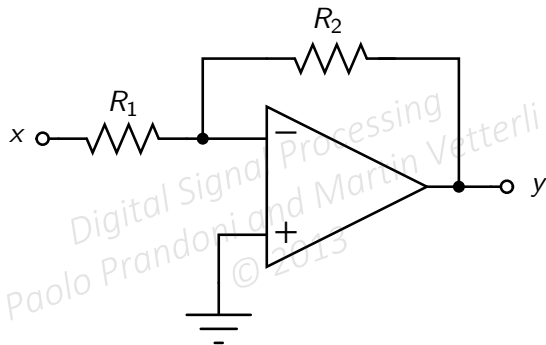 R2
R1
x
−
+
y
Digital Signal Processing
Paolo Prandoni and Martin Vetterli
© 2013